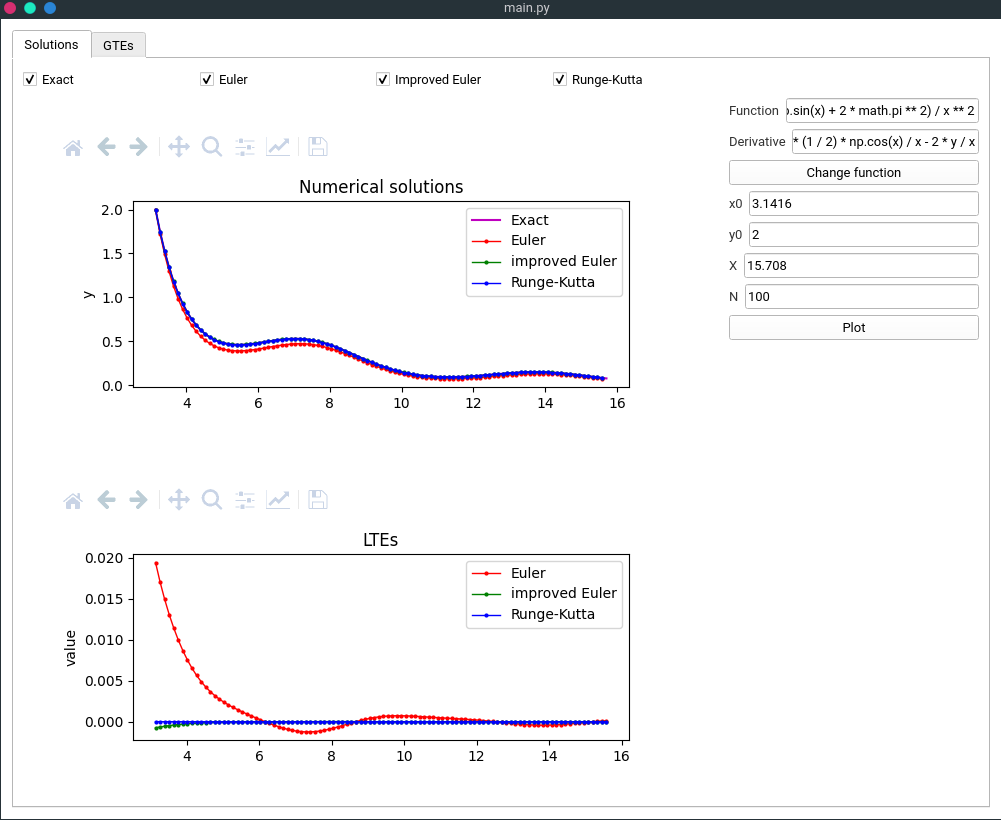 main.py
Solutions GTEs
Exact Euler Improved Euler Runge-Kutta
Function .sin(x) + 2 * math.pi ** 2) / x ** 2
Derivative * (1 / 2) * np.cos(x) / x - 2 * y / x
Change function
x0 3.1416
y0 2
X 15.708
N 100
Plot
Numerical solutions
y
2.0
1.5
1.0
0.5
0.0
4 6 8 10 12 14 16
Exact
Euler
improved Euler
Runge-Kutta
LTEs
value
0.020
0.015
0.010
0.005
0.000
4 6 8 10 12 14 16
Euler
improved Euler
Runge-Kutta